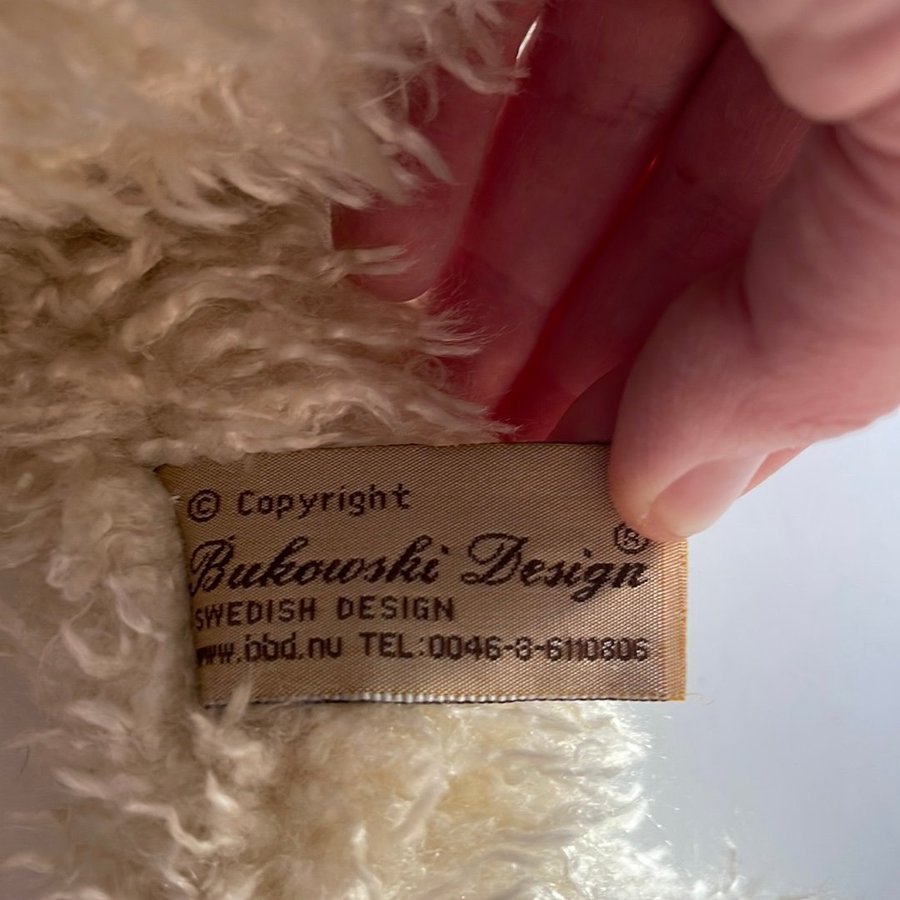 © Copyright
Bukowski Design ®
SWEDISH DESIGN
www.bbd.nu TEL:0046-8-6110806